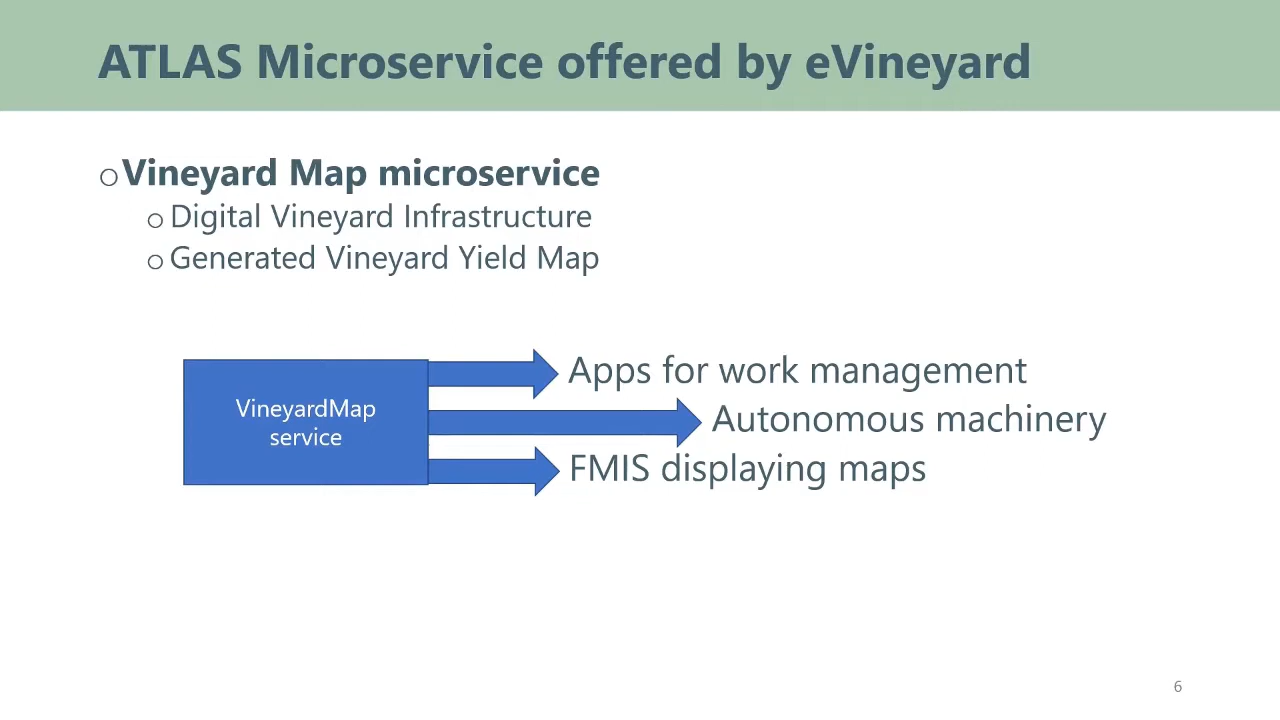 ATLAS Microservice offered by eVineyard
Vineyard Map microservice
Digital Vineyard Infrastructure
Generated Vineyard Yield Map
VineyardMap
service
Apps for work management
Autonomous machinery
FMIS displaying maps
6